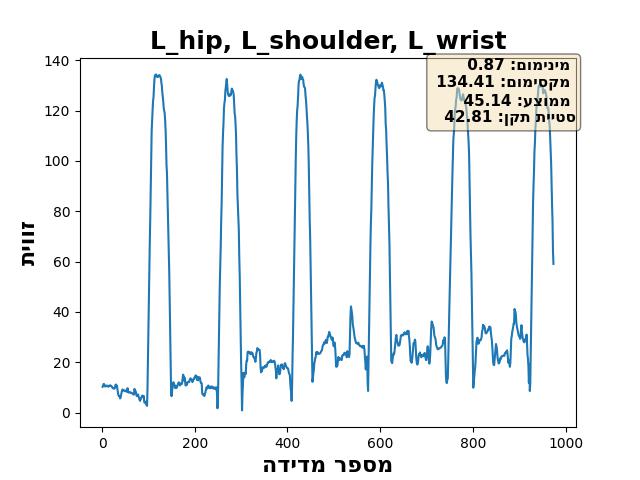 L_hip, L_shoulder, L_wrist
מינימום: 0.87
מקסימום: 134.41
ממוצע: 45.14
סטיית תקן: 42.81
140
120
100
80
60
40
20
0
זווית
0 200 400 600 800 1000
מספר מדידה